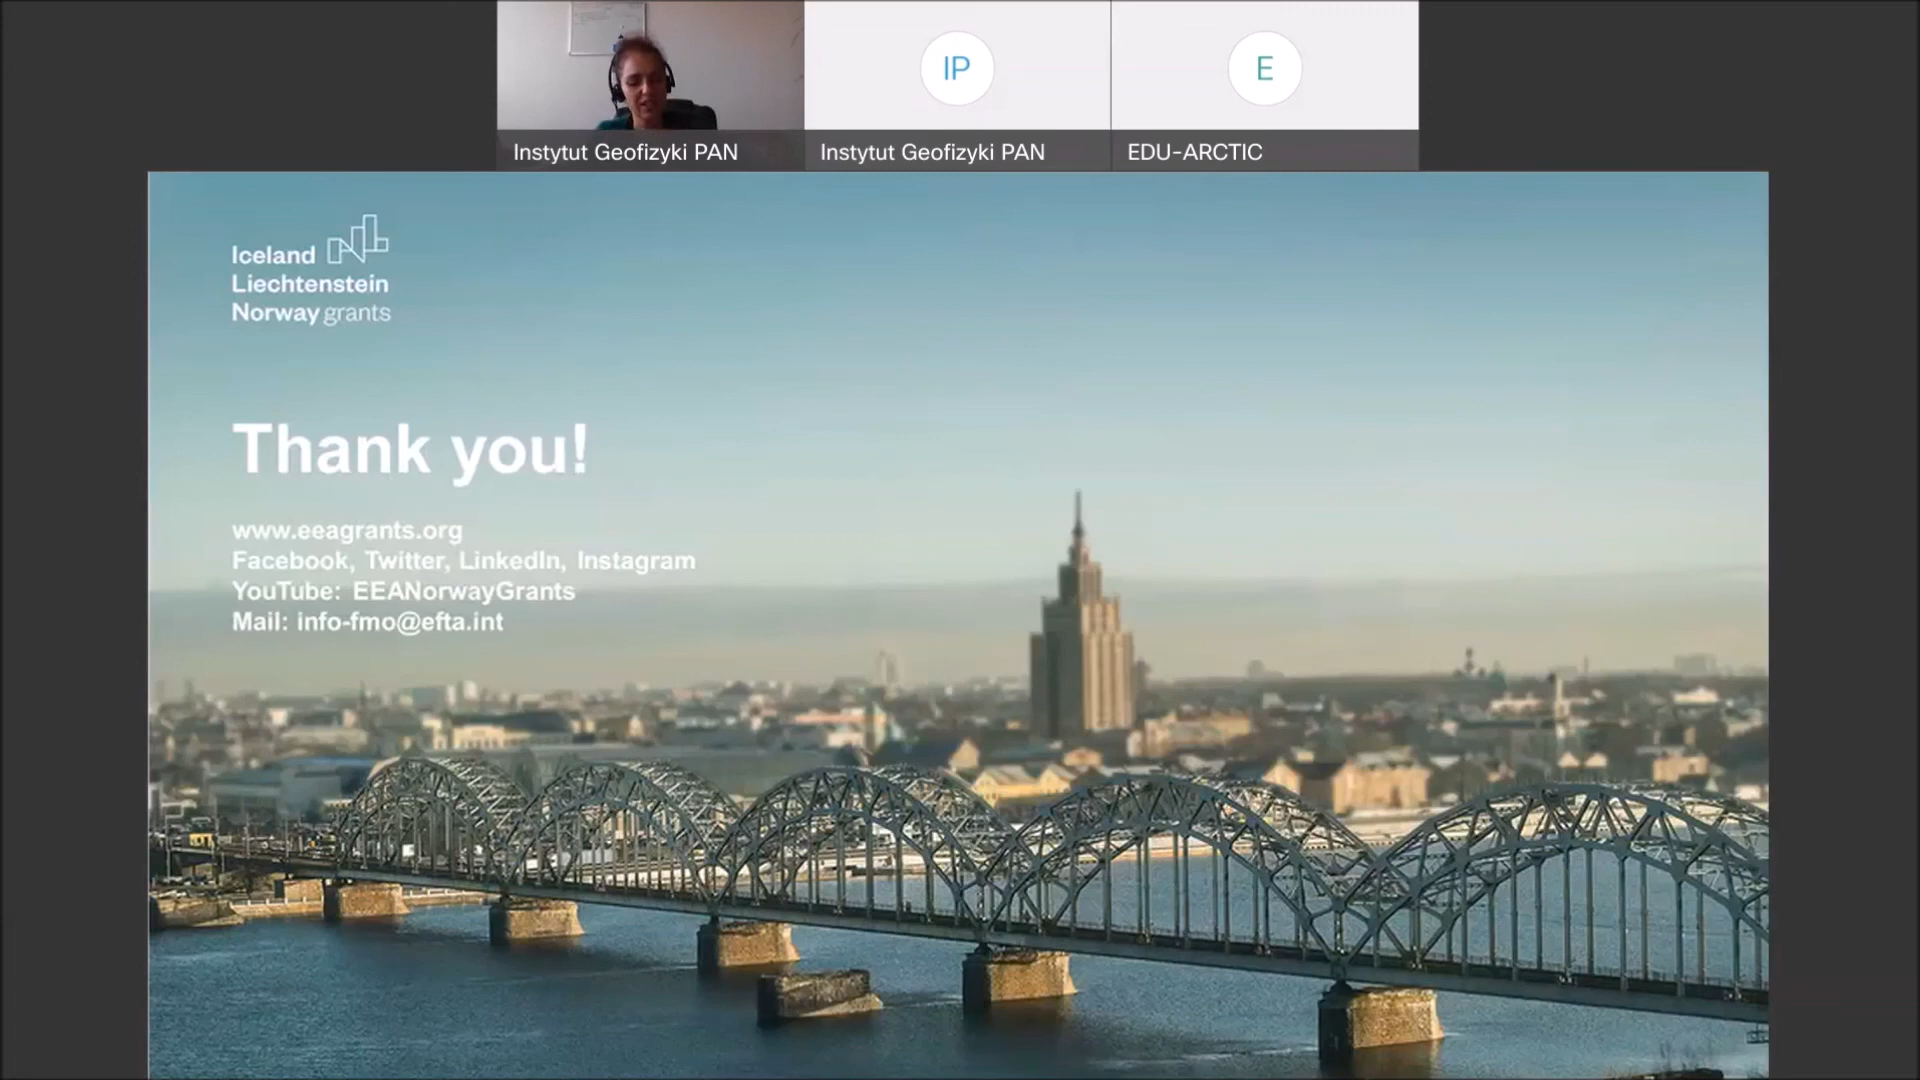 IP
E
Instytut Geofizyki PAN
Instytut Geofizyki PAN
EDU-ARCTIC
Iceland
Liechtenstein
Norway grants
Thank you!
www.eeagrants.org
Facebook, Twitter, LinkedIn, Instagram
YouTube: EEANorwayGrants
Mail: info-fmo@efta.int